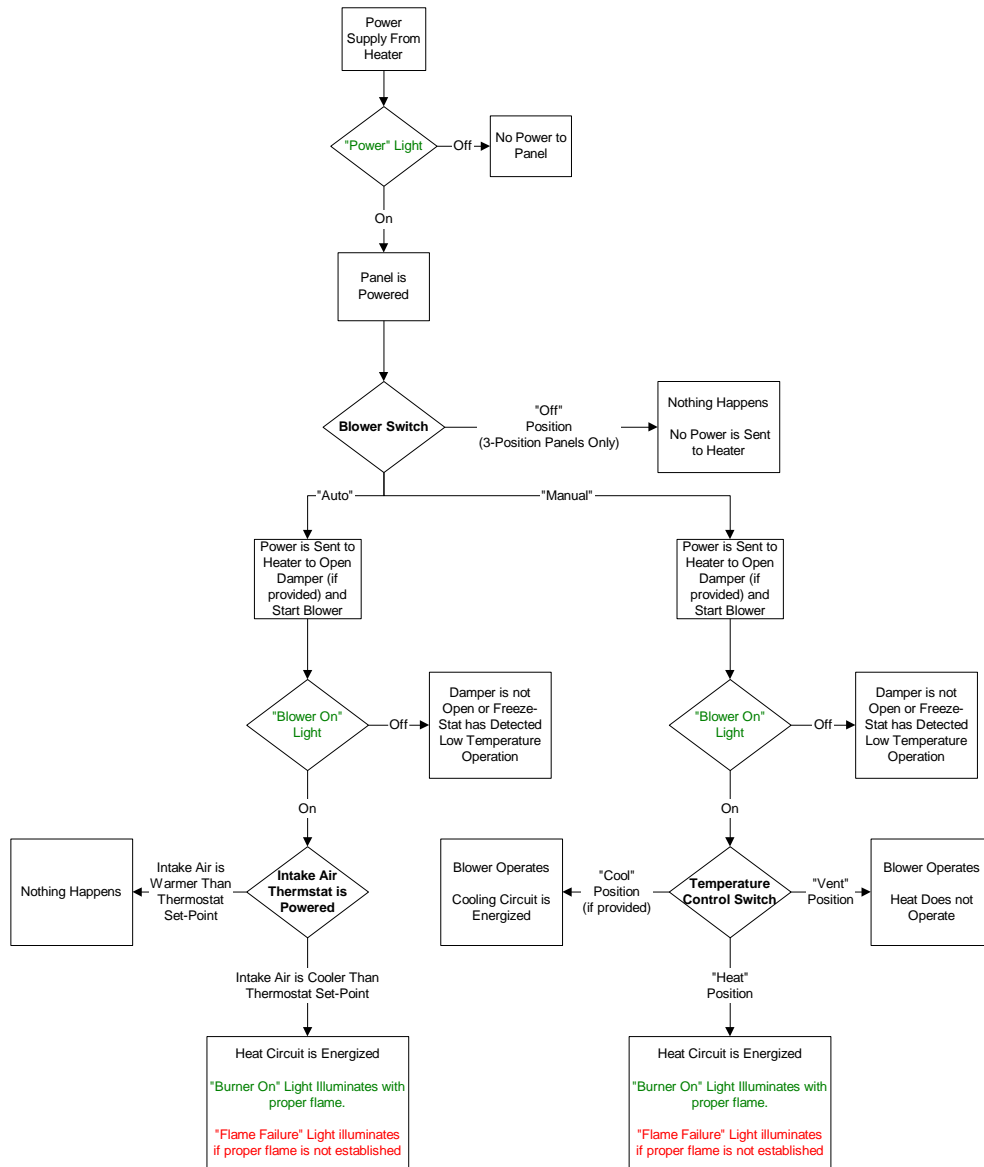 Power
Supply From
Heater
"Power" Light
Off
No Power to
Panel
On
Panel is
Powered
Blower Switch
"Off"
Position
(3-Position Panels Only)
Nothing Happens
No Power is Sent
to Heater
"Auto"
"Manual"
Power is Sent to
Heater to Open
Damper (if
provided) and
Start Blower
Power is Sent to
Heater to Open
Damper (if
provided) and
Start Blower
"Blower On"
Light
Off
Damper is not
Open or Freeze-
Stat has Detected
Low Temperature
Operation
"Blower On"
Light
Off
Damper is not
Open or Freeze-
Stat has Detected
Low Temperature
Operation
On
On
Nothing Happens
Intake Air is
Warmer Than
Thermostat
Set-Point
Intake Air
Thermstat is
Powered
Blower Operates
Cooling Circuit is
Energized
"Cool"
Position
(if provided)
Temperature
Control Switch
"Vent"
Position
Blower Operates
Heat Does not
Operate
Intake Air is Cooler Than
Thermostat Set-Point
"Heat"
Position
Heat Circuit is Energized
"Burner On" Light Illuminates with
proper flame.
"Flame Failure" Light illuminates
if proper flame is not established
Heat Circuit is Energized
"Burner On" Light Illuminates with
proper flame.
"Flame Failure" Light illuminates
if proper flame is not established